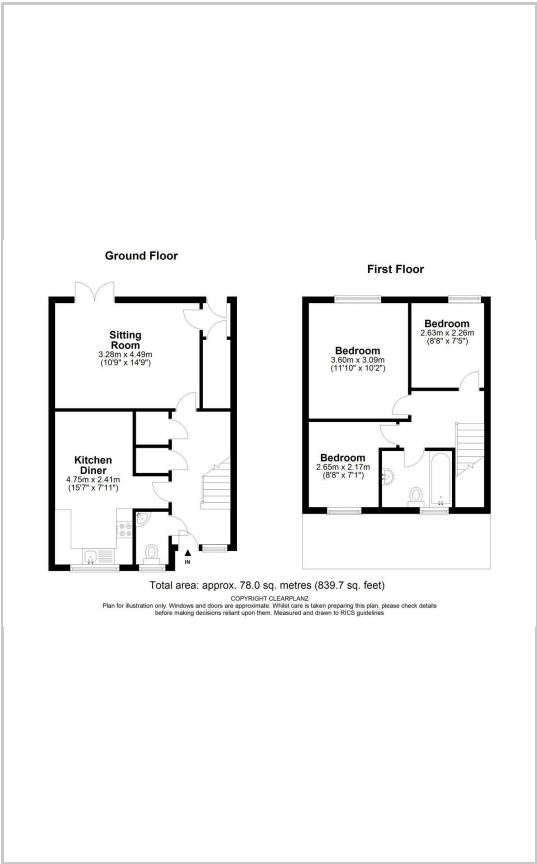 Ground Floor
Sitting
Room
3.28m x 4.49m
(10'9" x 14'9")
Kitchen
Diner
4.75m x 2.41m
(15'7" x 7'11")
IN
First Floor
Bedroom
2.63m x 2.26m
(8'8" x 7'5")
Bedroom
3.60m x 3.09m
(11'10" x 10'2")
Bedroom
2.65m x 2.17m
(8'8" x 7'1")
Total area: approx. 78.0 sq. metres (839.7 sq. feet)
COPYRIGHT CLEARPLANZ
Plan for illustration only. Windows and doors are approximate. Whilst care is taken preparing this plan, please check details
before making decisions reliant upon them. Measured and drawn to RICS guidelines